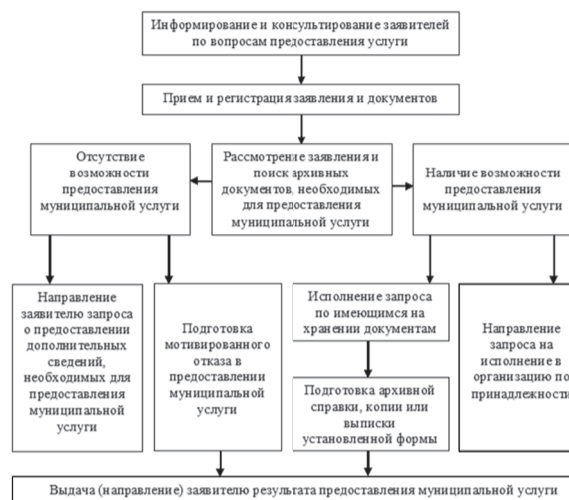 Информирование и консультирование заявителей
по вопросам предоставления услуги
Прием и регистрация заявления и документов
Отсутствие
возможности
предоставления
муниципальной
услуги
Рассмотрение заявления и
поиск архивных
документов, необходимых
для предоставления
муниципальной услуги
Наличие возможности
предоставления
муниципальной услуги
Направление
заявителю запроса
о предоставлении
дополнительных
сведений,
необходимых для
предоставления
муниципальной
услуги
Подготовка
мотивированного
отказа в
предоставлении
муниципальной
услуги
Исполнение запроса
по имеющимся на
хранении документам
Подготовка архивной
справки, копии или
выписки
установленной формы
Направление
запроса на
исполнение в
организацию по
принадлежности
Выдача (направление) заявителю результата предоставления муниципальной услуги